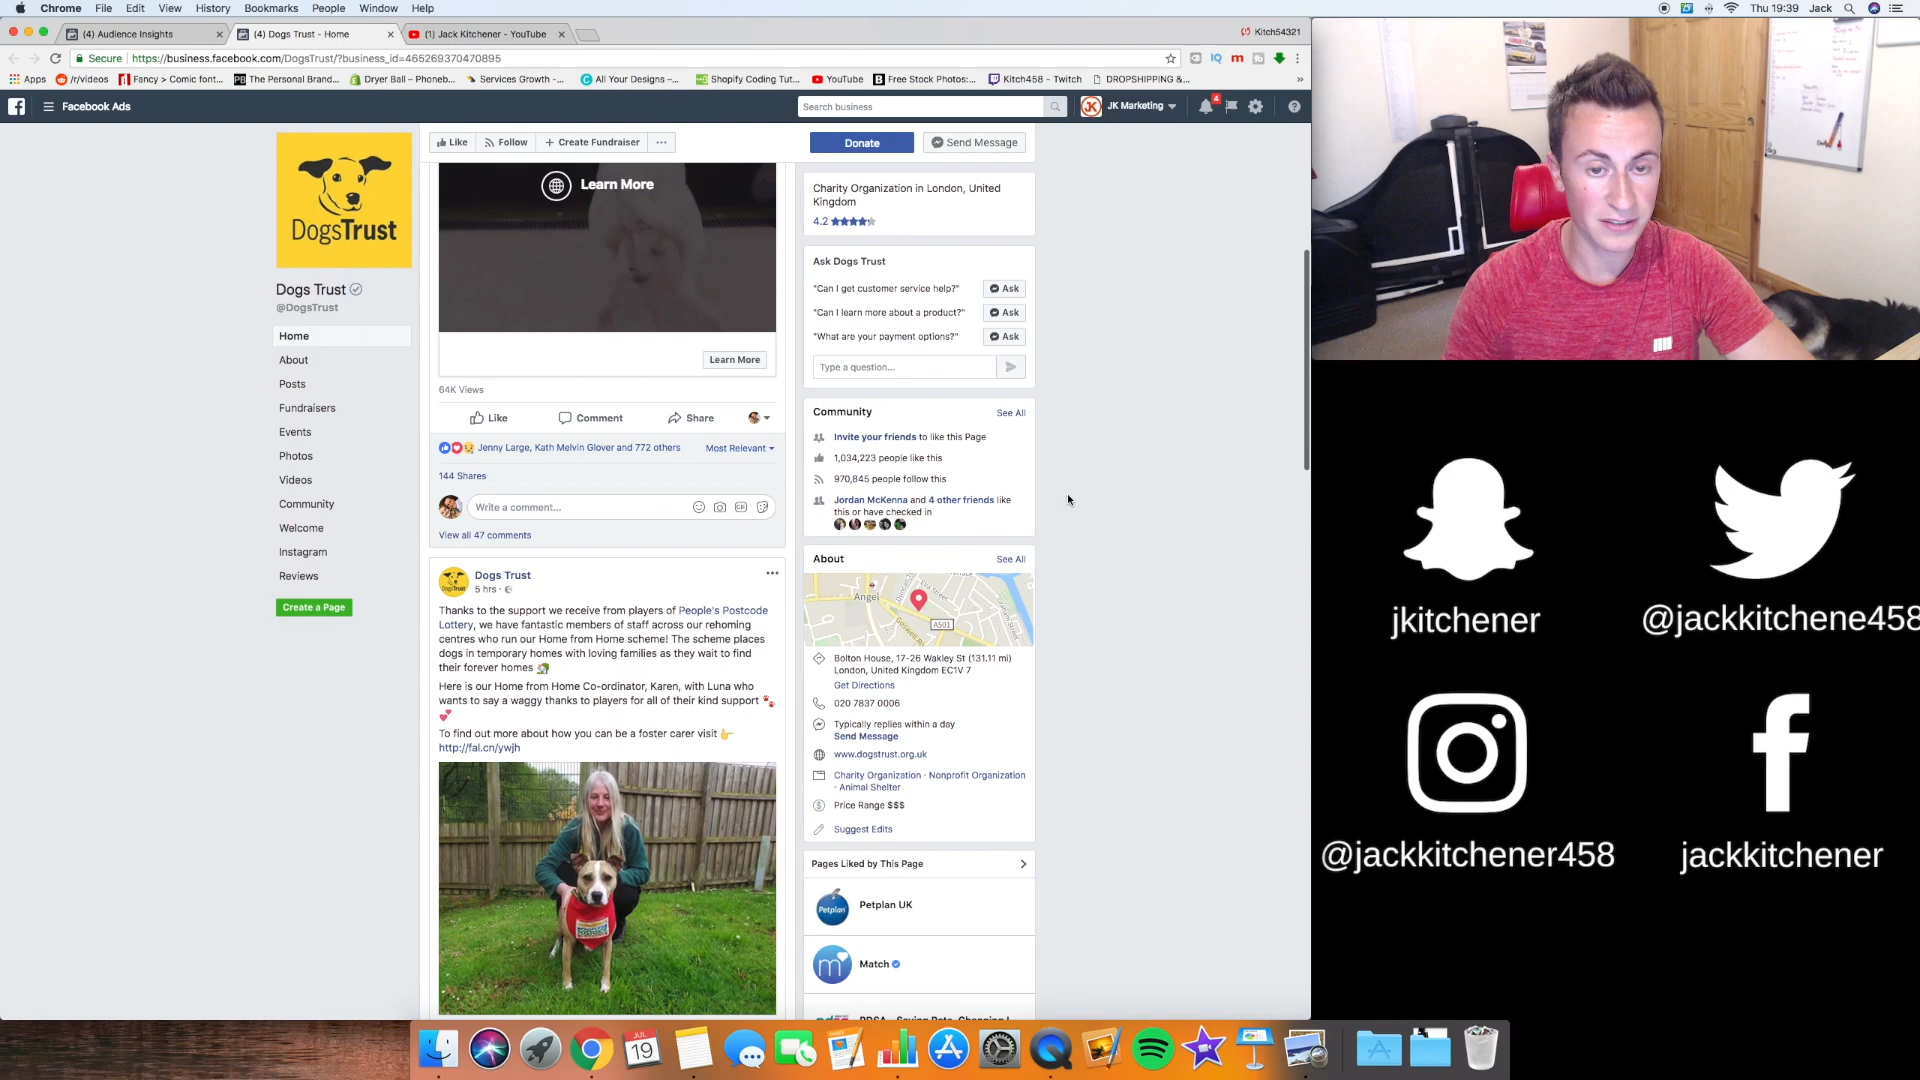 Chrome File Edit View History Bookmarks People Window Help
Thu 19:39 Jack
(4) Audience Insights
(4) Dogs Trust - Home
(1) Jack Kitchener - YouTube
Kitch54321
Secure https://business.facebook.com/DogsTrust/?business_id=465269370470895
Apps
/r/videos
Fancy > Comic font...
The Personal Brand...
Dryer Ball – Phoneb...
Services Growth -...
All Your Designs –...
Shopify Coding Tut...
YouTube
Free Stock Photos:...
Kitch458 - Twitch
DROPSHIPPING &...
Facebook Ads
Search business
JK Marketing
4
DogsTrust
Dogs Trust
@DogsTrust
Home
About
Posts
Fundraisers
Events
Photos
Videos
Community
Welcome
Instagram
Reviews
Create a Page
Like
Follow
+ Create Fundraiser
Donate
Send Message
Learn More
Learn More
64K Views
Like
Comment
Share
Jenny Large, Kath Melvin Glover and 772 others
Most Relevant
144 Shares
Write a comment...
View all 47 comments
Dogs Trust
5 hrs ·
Thanks to the support we receive from players of People's Postcode
Lottery, we have fantastic members of staff across our rehoming
centres who run our Home from Home scheme! The scheme places
dogs in temporary homes with loving families as they wait to find
their forever homes
Here is our Home from Home Co-ordinator, Karen, with Luna who
wants to say a waggy thanks to players for all of their kind support
To find out more about how you can be a foster carer visit
http://fal.cn/ywjh
Charity Organization in London, United
Kingdom
4.2
Ask Dogs Trust
"Can I get customer service help?"
Ask
"Can I learn more about a product?"
Ask
"What are your payment options?"
Ask
Type a question...
Community
See All
Invite your friends to like this Page
1,034,223 people like this
970,845 people follow this
Jordan McKenna and 4 other friends like
this or have checked in
About
See All
Angel
A501
Bolton House, 17-26 Wakley St (131.11 mi)
London, United Kingdom EC1V 7
Get Directions
020 7837 0006
Typically replies within a day
Send Message
www.dogstrust.org.uk
Charity Organization · Nonprofit Organization
· Animal Shelter
Price Range $$$
Suggest Edits
Pages Liked by This Page
Petplan
Petplan UK
Match
jkitchener
@jackkitchene458
@jackkitchener458
jackkitchener
JUL
19